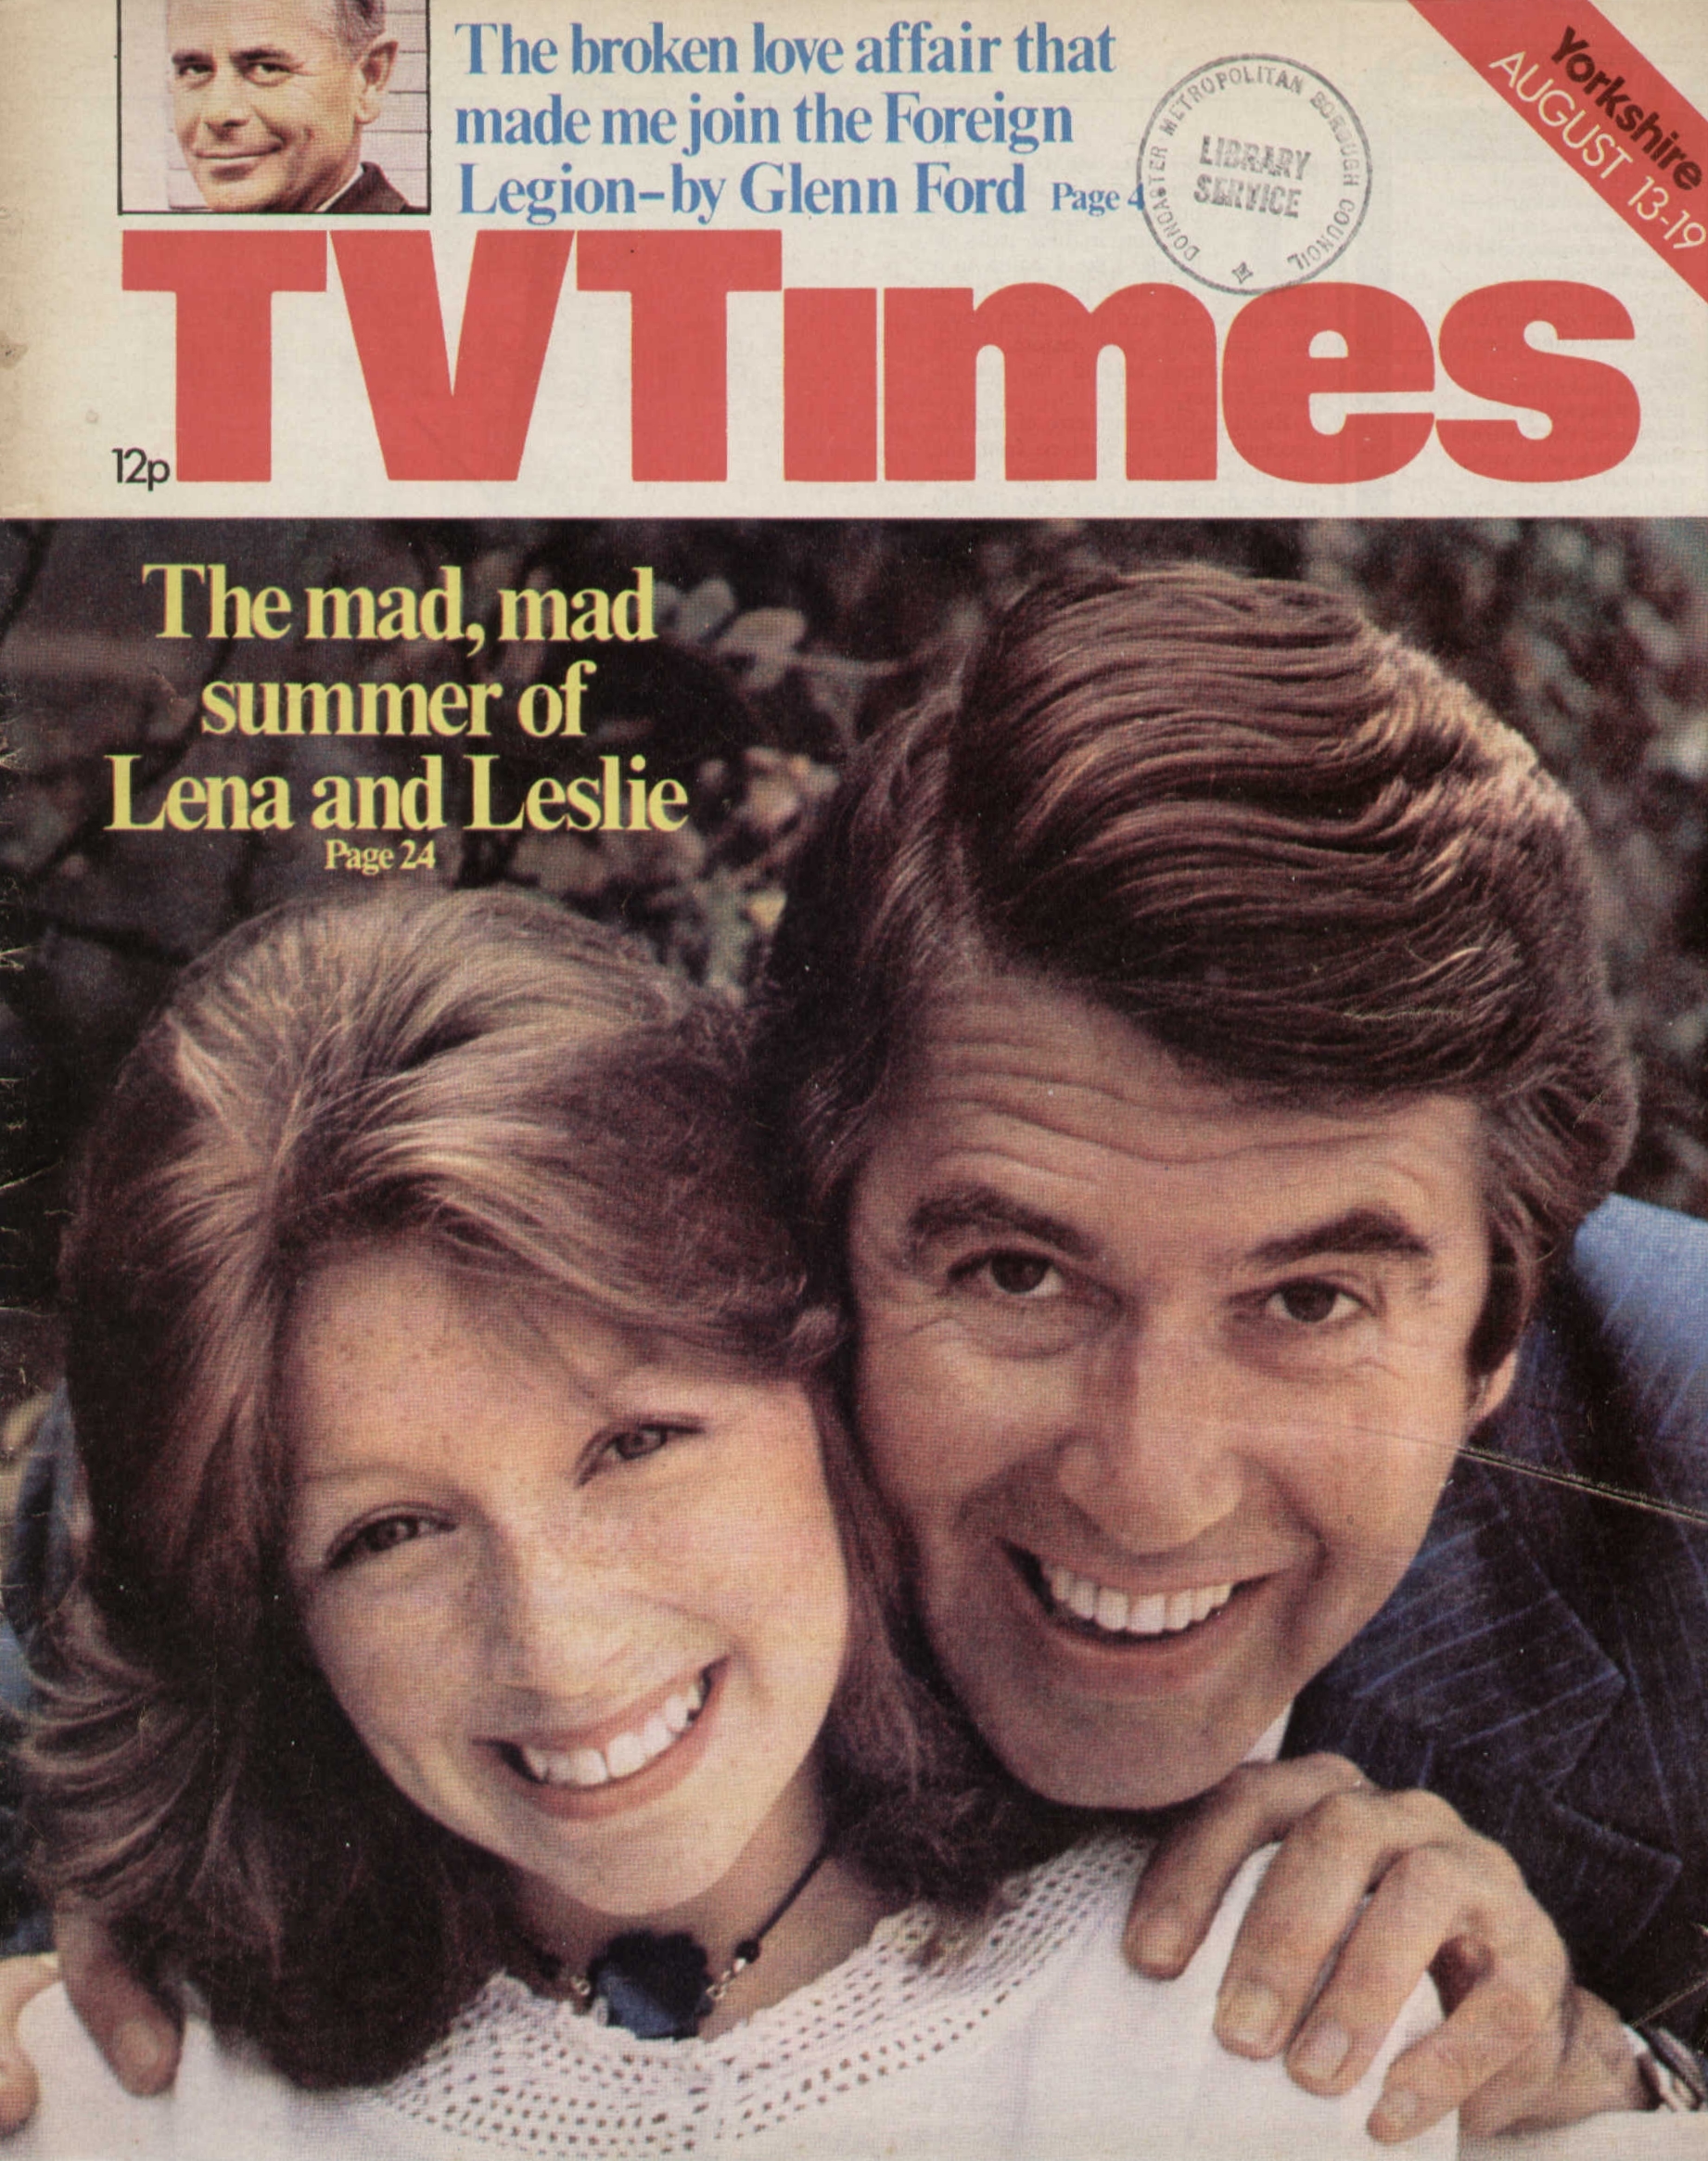 The broken love affair that
made me join the Foreign
Legion-by Glenn Ford Page 4
DONCASTER METROPOLITAN BOROUGH COUNCIL
LIBRARY
SERVICE
Yorkshire
AUGUST 13-19
TVTimes
12p
The mad, mad
summer of
Lena and Leslie
Page 24